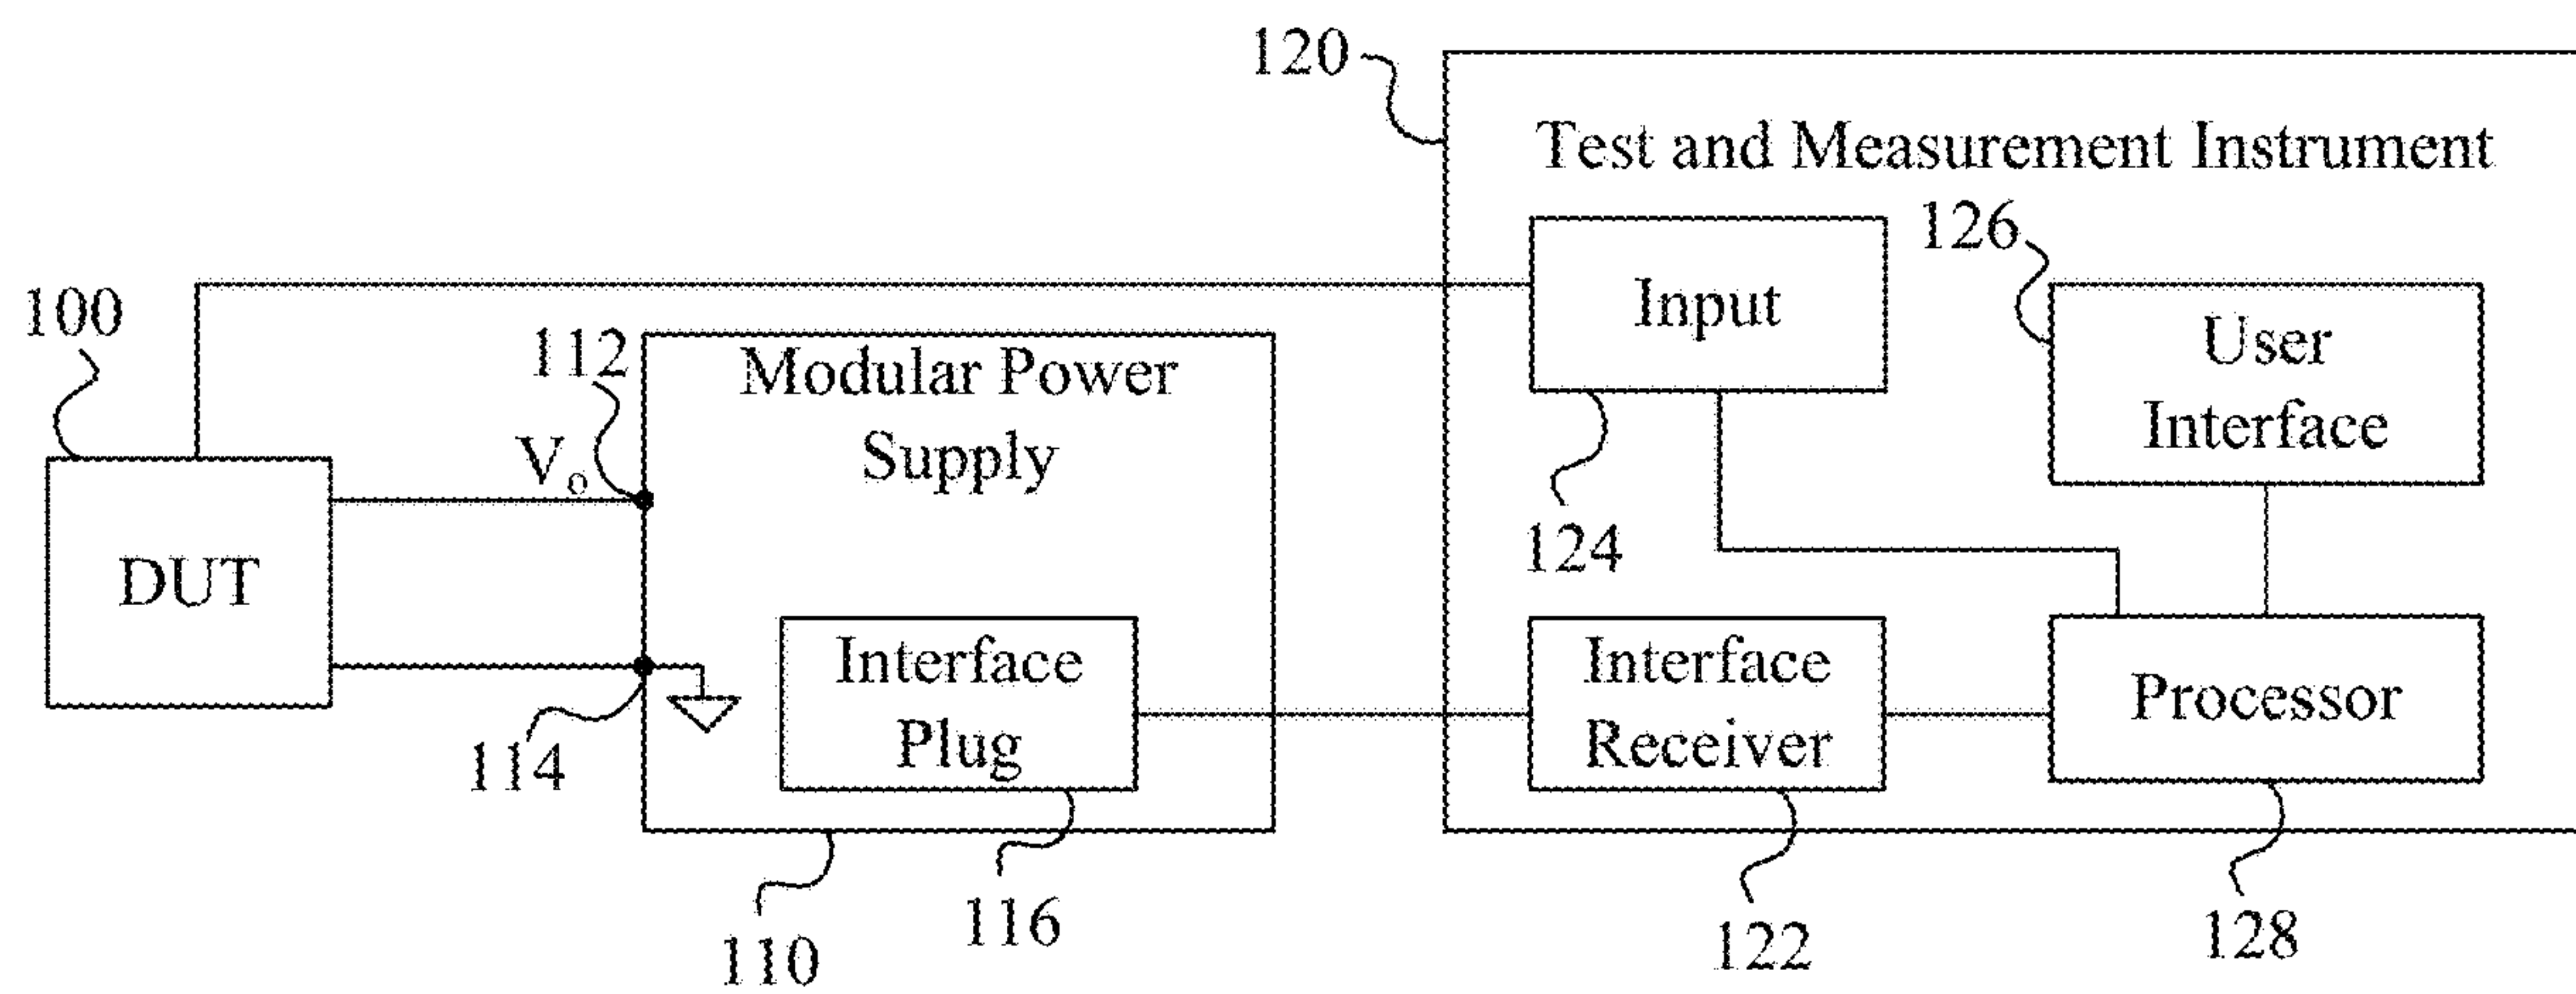 120
Test and Measurement Instrument
126
Input
User
Interface
100
112
Modular Power
Supply
Vo
124
DUT
Interface
Plug
Interface
Receiver
Processor
114
116
110
122
128